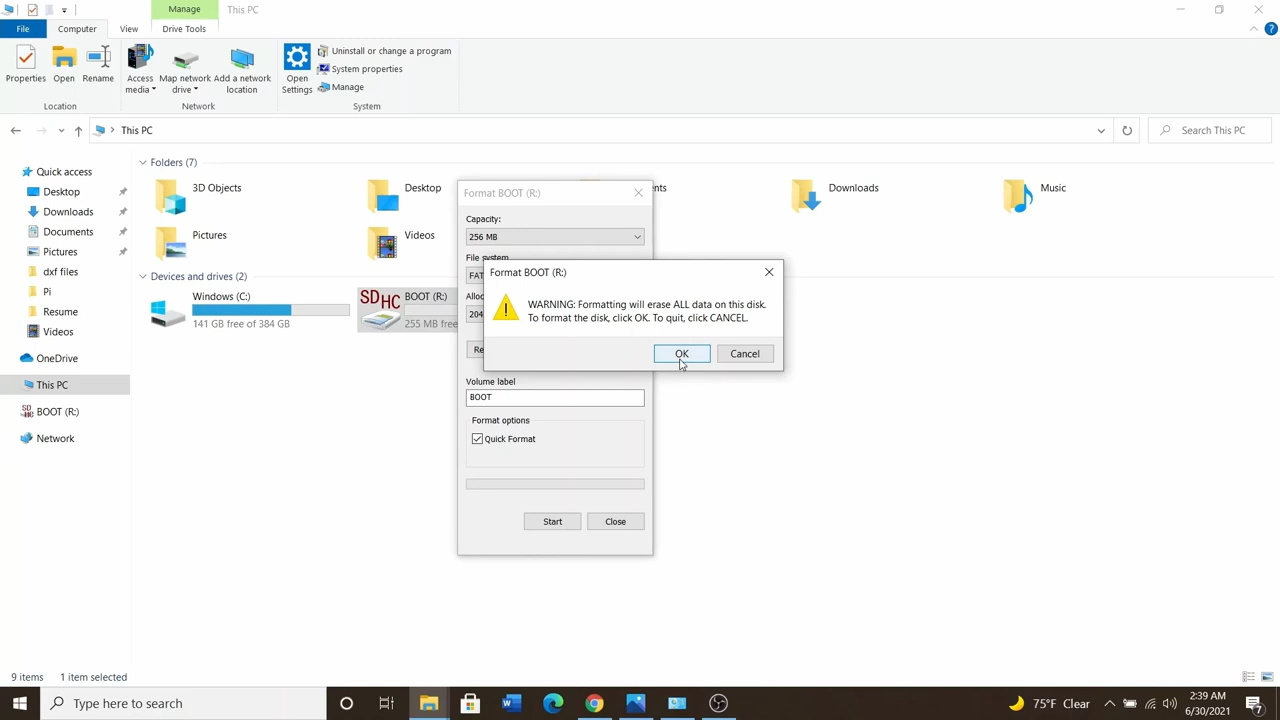 Manage
This PC
File
Computer
View
Drive Tools
Properties
Open
Rename
Access media
Map network drive
Add a network location
Open Settings
Uninstall or change a program
System properties
Manage
Location
Network
System
This PC
Search This PC
Quick access
Desktop
Downloads
Documents
Pictures
dxf files
Pi
Resume
Videos
OneDrive
This PC
BOOT (R:)
Network
Folders (7)
3D Objects
Desktop
ents
Downloads
Music
Pictures
Videos
Devices and drives (2)
Windows (C:)
141 GB free of 384 GB
SDHC
BOOT (R:)
255 MB free
Format BOOT (R:)
Capacity:
256 MB
File system
FAT
Alloc
204
Re
Volume label
BOOT
Format options
Quick Format
Start
Close
Format BOOT (R:)
WARNING: Formatting will erase ALL data on this disk.
To format the disk, click OK. To quit, click CANCEL.
OK
Cancel
9 items
1 item selected
Type here to search
75°F Clear
2:39 AM
6/30/2021
7